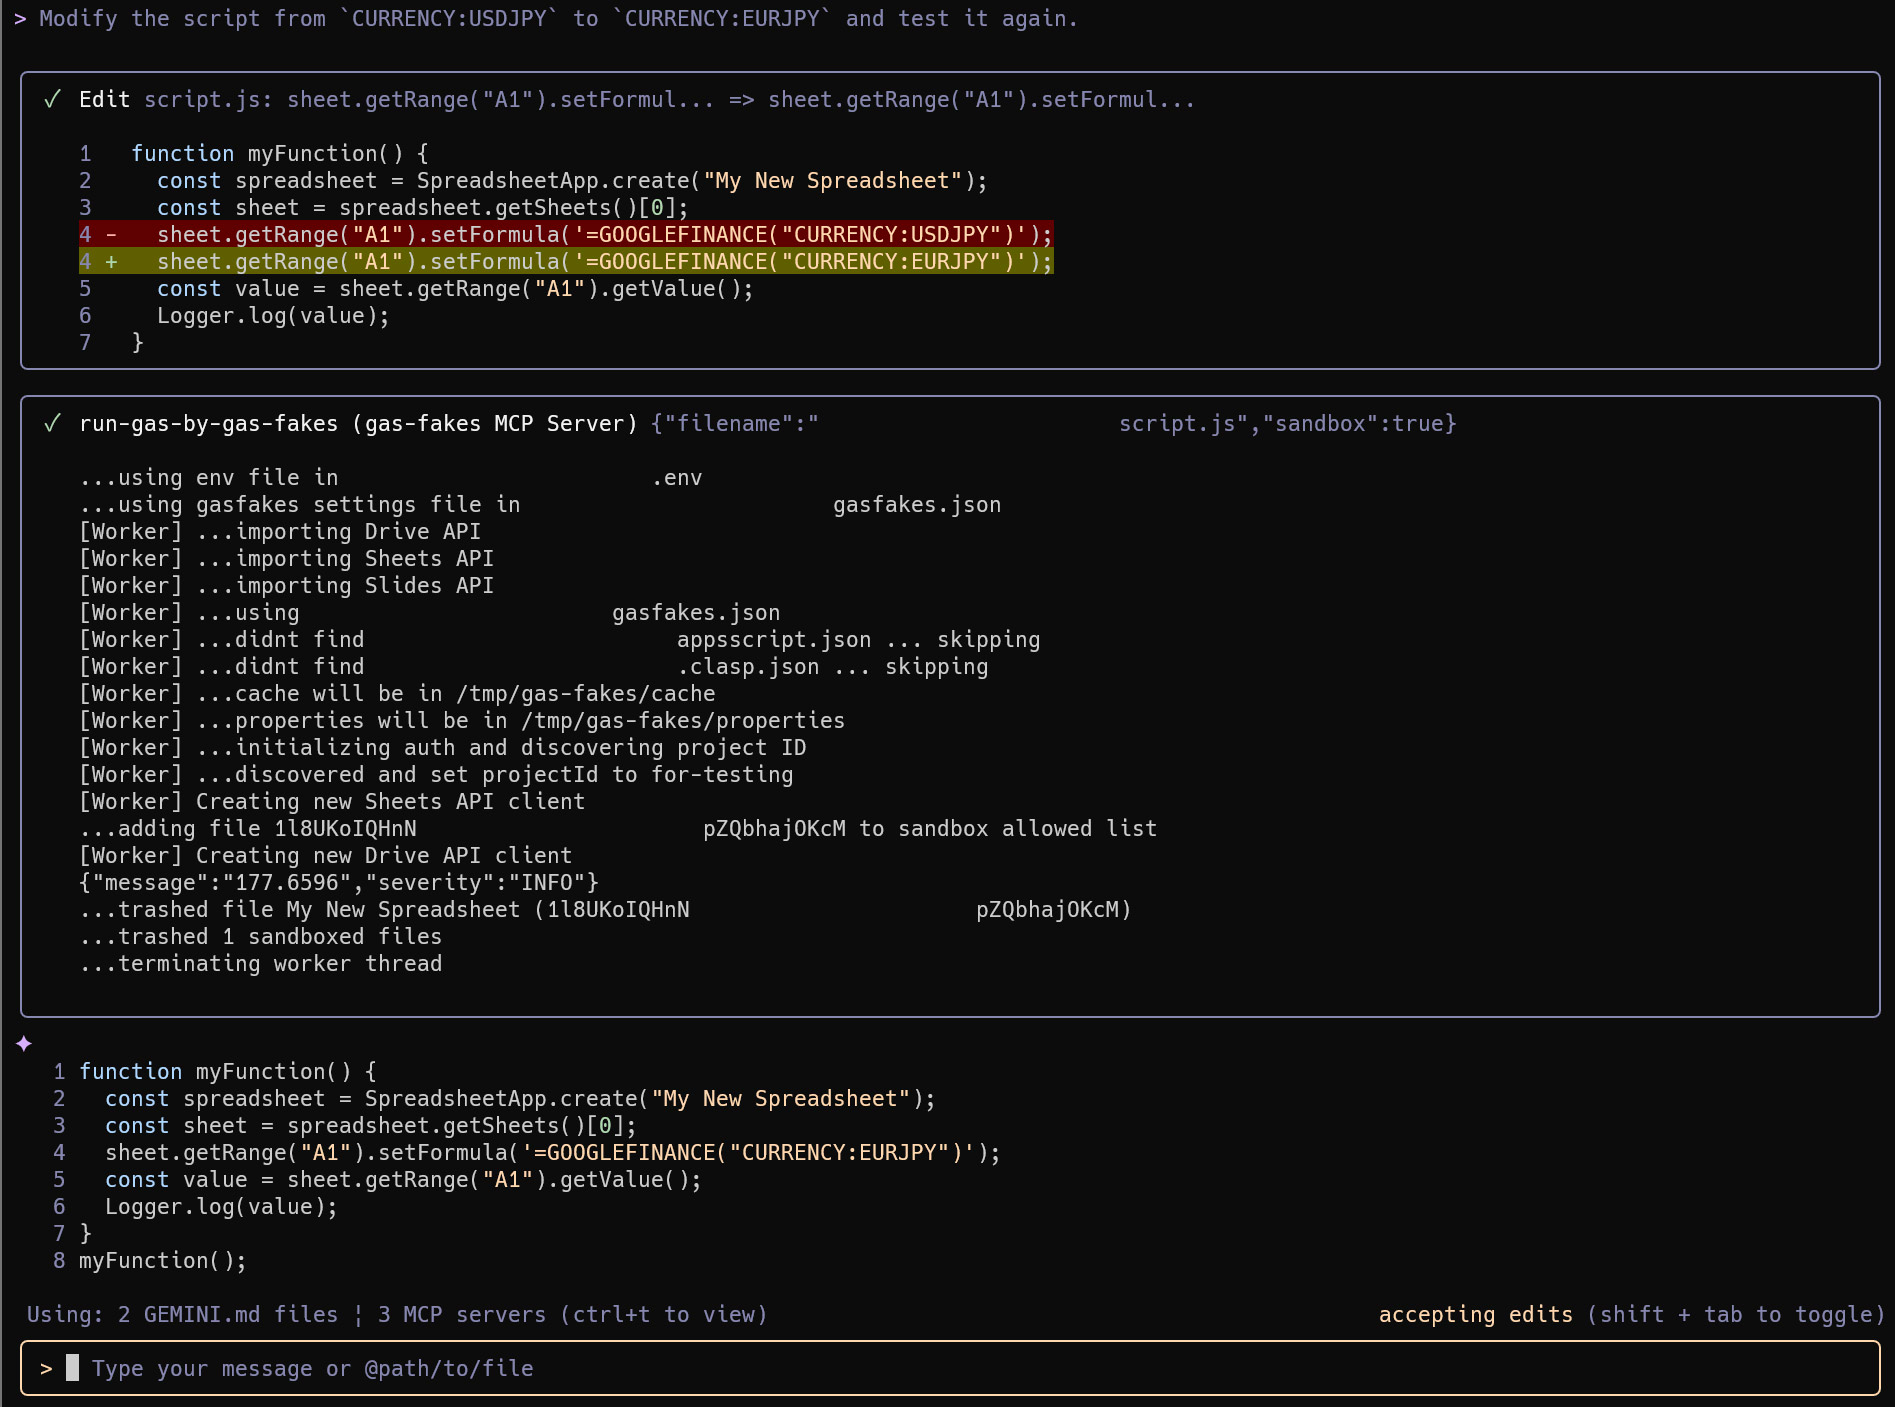 > Modify the script from `CURRENCY:USDJPY` to `CURRENCY:EURJPY` and test it again.
✓ Edit script.js: sheet.getRange("A1").setFormul... => sheet.getRange("A1").setFormul...
1   function myFunction() {
2     const spreadsheet = SpreadsheetApp.create("My New Spreadsheet");
3     const sheet = spreadsheet.getSheets()[0];
4 -   sheet.getRange("A1").setFormula('=GOOGLEFINANCE("CURRENCY:USDJPY")');
4 +   sheet.getRange("A1").setFormula('=GOOGLEFINANCE("CURRENCY:EURJPY")');
5     const value = sheet.getRange("A1").getValue();
6     Logger.log(value);
7   }
✓ run-gas-by-gas-fakes (gas-fakes MCP Server) {"filename":" script.js","sandbox":true}
...using env file in .env
...using gasfakes settings file in gasfakes.json
[Worker] ...importing Drive API
[Worker] ...importing Sheets API
[Worker] ...importing Slides API
[Worker] ...using gasfakes.json
[Worker] ...didnt find appsscript.json ... skipping
[Worker] ...didnt find .clasp.json ... skipping
[Worker] ...cache will be in /tmp/gas-fakes/cache
[Worker] ...properties will be in /tmp/gas-fakes/properties
[Worker] ...initializing auth and discovering project ID
[Worker] ...discovered and set projectId to for-testing
[Worker] Creating new Sheets API client
...adding file 1l8UKoIQHnN pZQbhajOKcM to sandbox allowed list
[Worker] Creating new Drive API client
{"message":"177.6596","severity":"INFO"}
...trashed file My New Spreadsheet (1l8UKoIQHnN pZQbhajOKcM)
...trashed 1 sandboxed files
...terminating worker thread
✦
1 function myFunction() {
2   const spreadsheet = SpreadsheetApp.create("My New Spreadsheet");
3   const sheet = spreadsheet.getSheets()[0];
4   sheet.getRange("A1").setFormula('=GOOGLEFINANCE("CURRENCY:EURJPY")');
5   const value = sheet.getRange("A1").getValue();
6   Logger.log(value);
7 }
8 myFunction();
Using: 2 GEMINI.md files ¦ 3 MCP servers (ctrl+t to view) accepting edits (shift + tab to toggle)
> Type your message or @path/to/file